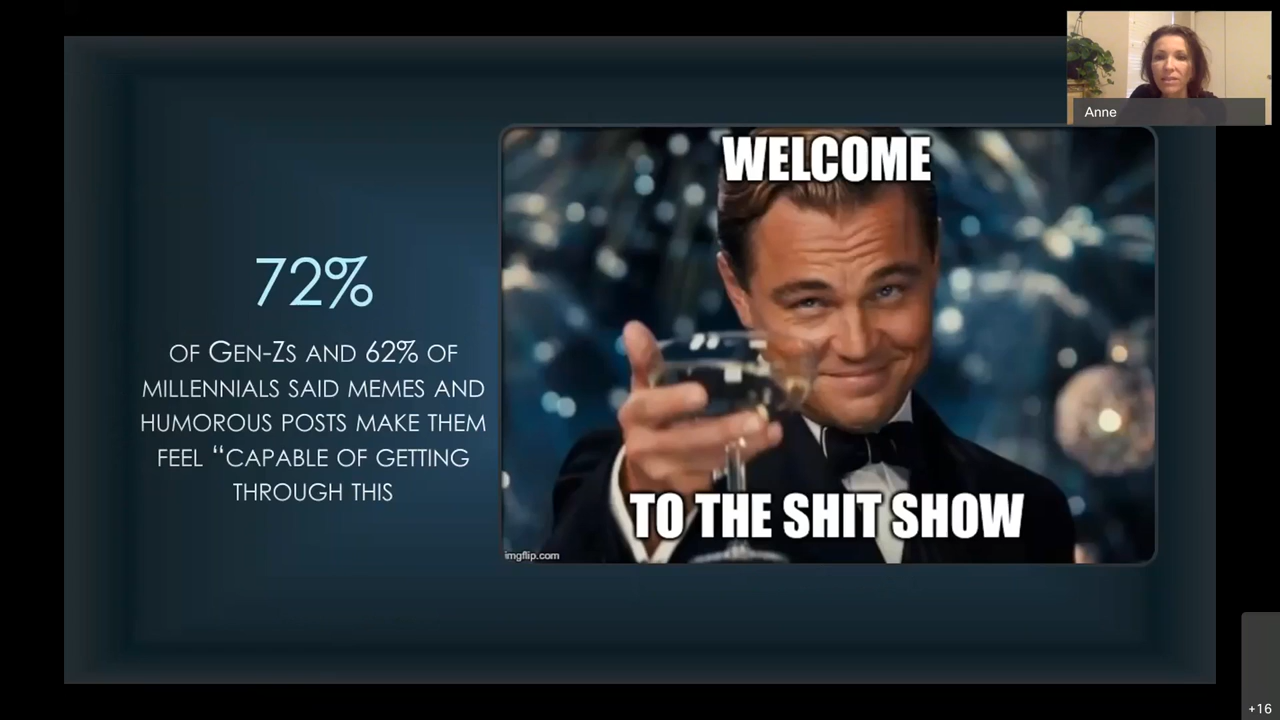 Anne
72%
OF GEN-ZS AND 62% OF
MILLENNIALS SAID MEMES AND
HUMOROUS POSTS MAKE THEM
FEEL “CAPABLE OF GETTING
THROUGH THIS
WELCOME
TO THE SHIT SHOW
imgflip.com
+16